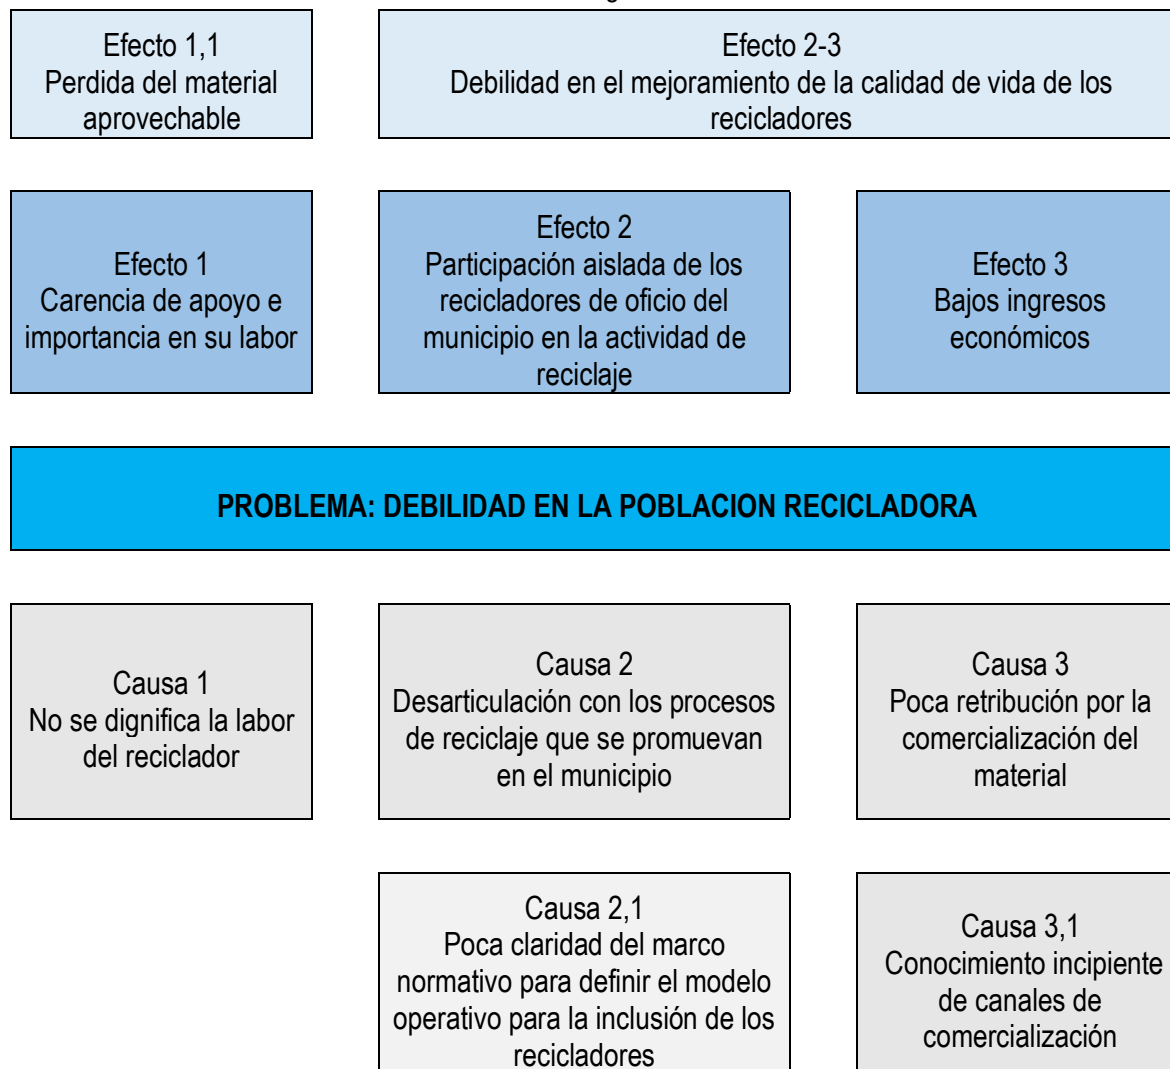 Efecto 1,1
Perdida del material
aprovechable
Efecto 2-3
Debilidad en el mejoramiento de la calidad de vida de los
recicladores
Efecto 1
Carencia de apoyo e
importancia en su labor
Efecto 2
Participación aislada de los
recicladores de oficio del
municipio en la actividad de
reciclaje
Efecto 3
Bajos ingresos
económicos
PROBLEMA: DEBILIDAD EN LA POBLACION RECICLADORA
Causa 1
No se dignifica la labor
del reciclador
Causa 2
Desarticulación con los procesos
de reciclaje que se promuevan
en el municipio
Causa 3
Poca retribución por la
comercialización del
material
Causa 2,1
Poca claridad del marco
normativo para definir el modelo
operativo para la inclusión de los
recicladores
Causa 3,1
Conocimiento incipiente
de canales de
comercialización